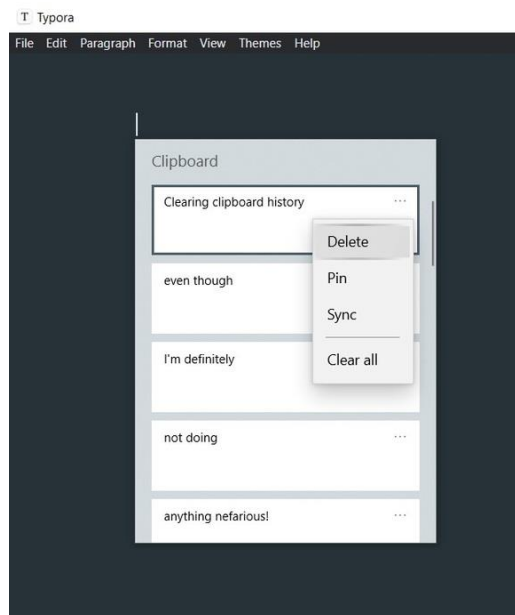 T Typora
File Edit Paragraph Format View Themes Help
Clipboard
Clearing clipboard history ...
Delete
even though
Pin
Sync
I'm definitely
Clear all
not doing ...
anything nefarious! ...